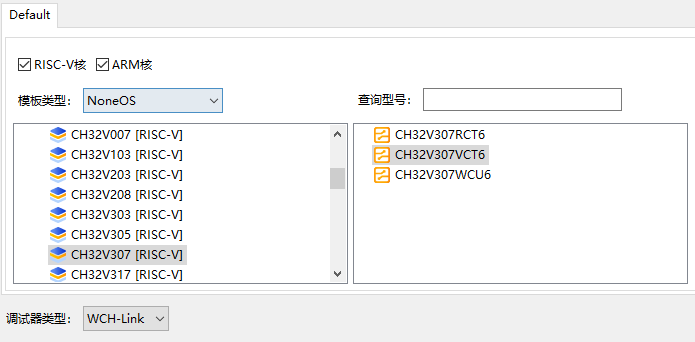 Default
RISC-V核 ARM核
模板类型： NoneOS 查询型号：
CH32V007 [RISC-V]
CH32V103 [RISC-V]
CH32V203 [RISC-V]
CH32V208 [RISC-V]
CH32V303 [RISC-V]
CH32V305 [RISC-V]
CH32V307 [RISC-V]
CH32V317 [RISC-V]
CH32V307RCT6
CH32V307VCT6
CH32V307WCU6
调试器类型： WCH-Link